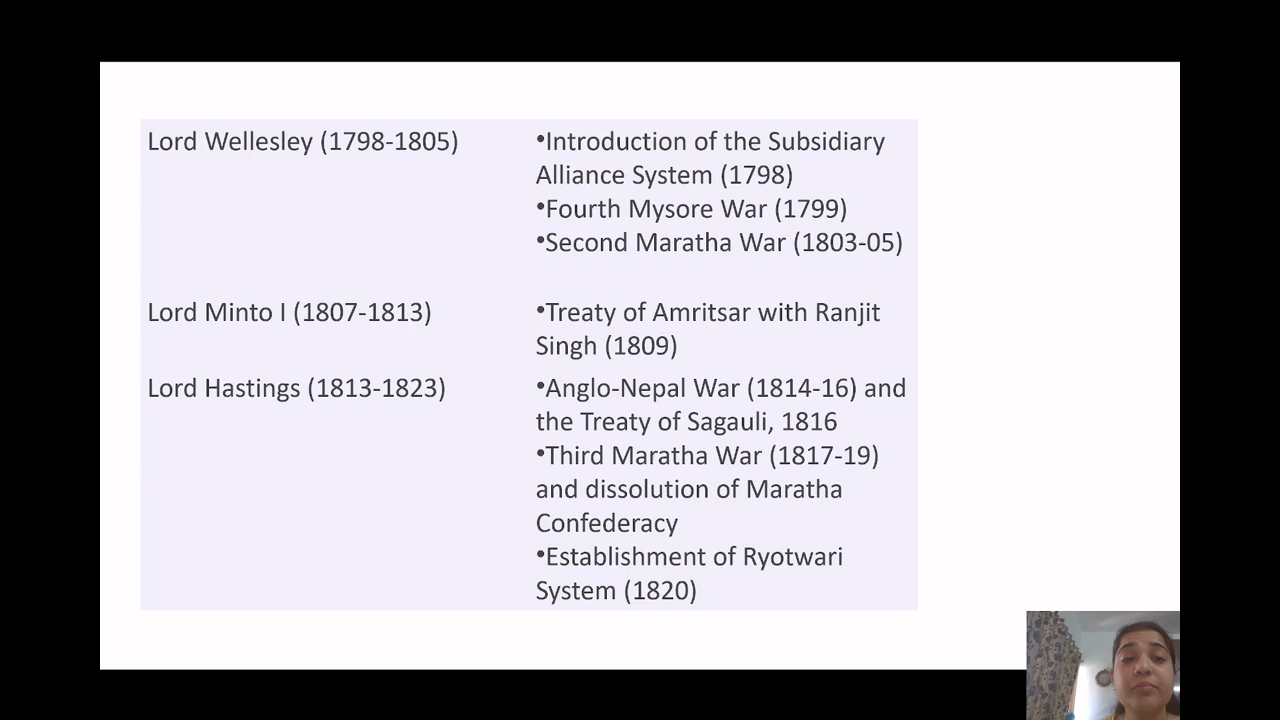 Lord Wellesley (1798-1805)
•Introduction of the Subsidiary
Alliance System (1798)
•Fourth Mysore War (1799)
•Second Maratha War (1803-05)
Lord Minto I (1807-1813)
•Treaty of Amritsar with Ranjit
Singh (1809)
Lord Hastings (1813-1823)
•Anglo-Nepal War (1814-16) and
the Treaty of Sagauli, 1816
•Third Maratha War (1817-19)
and dissolution of Maratha
Confederacy
•Establishment of Ryotwari
System (1820)